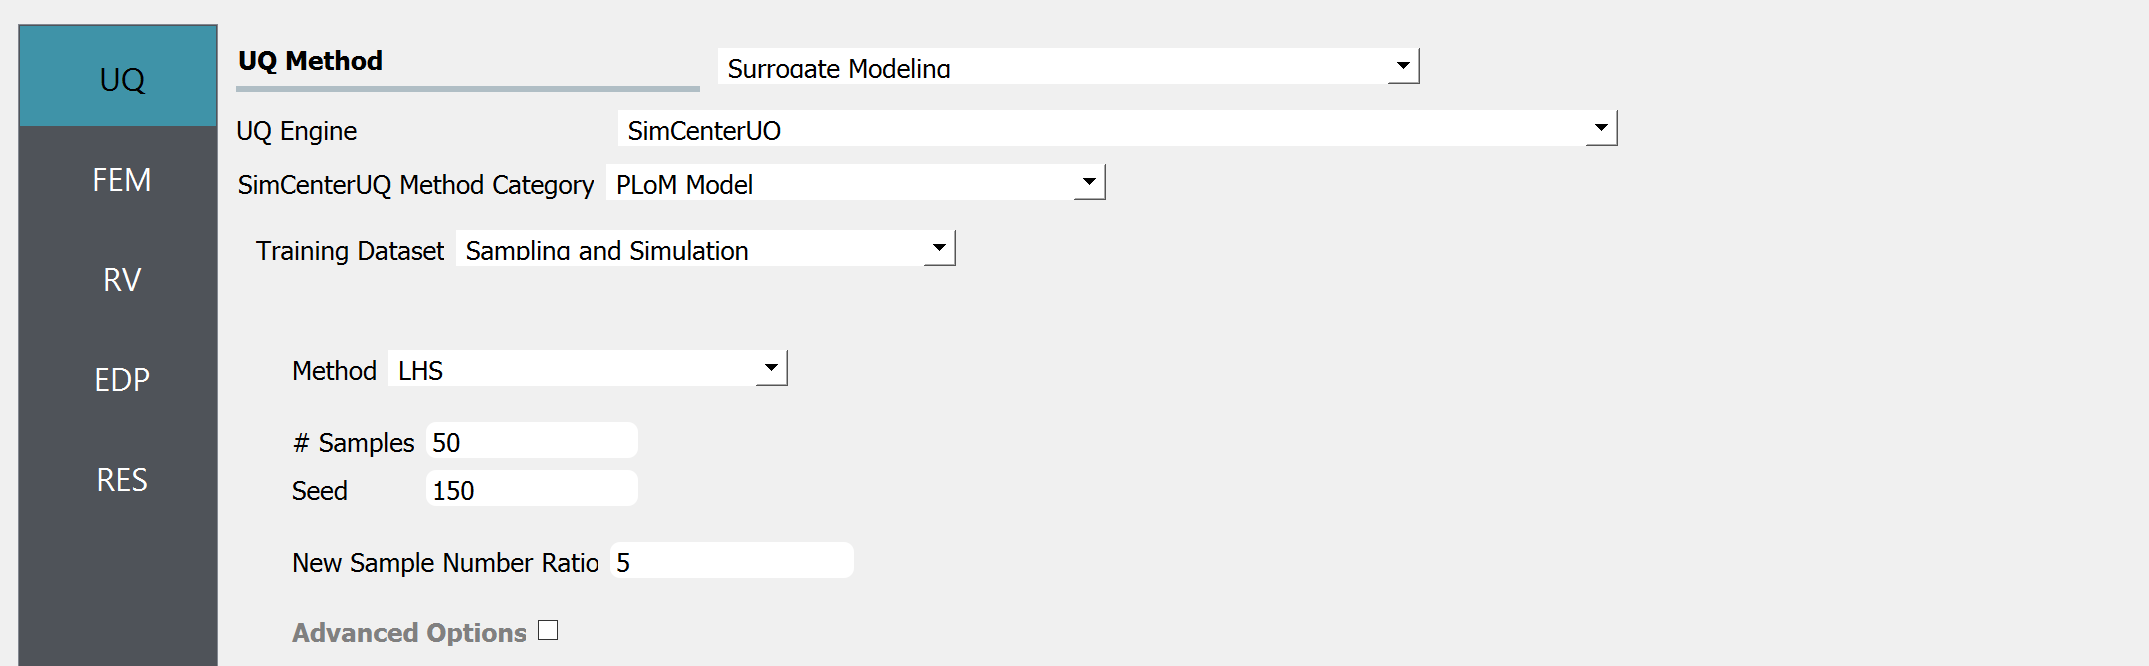 UQ
FEM
RV
EDP
RES
UQ Method Surrogate Modeling
UQ Engine SimCenterUQ
SimCenterUQ Method Category PLoM Model
Training Dataset Sampling and Simulation
Method LHS
# Samples 50
Seed 150
New Sample Number Ratio 5
Advanced Options